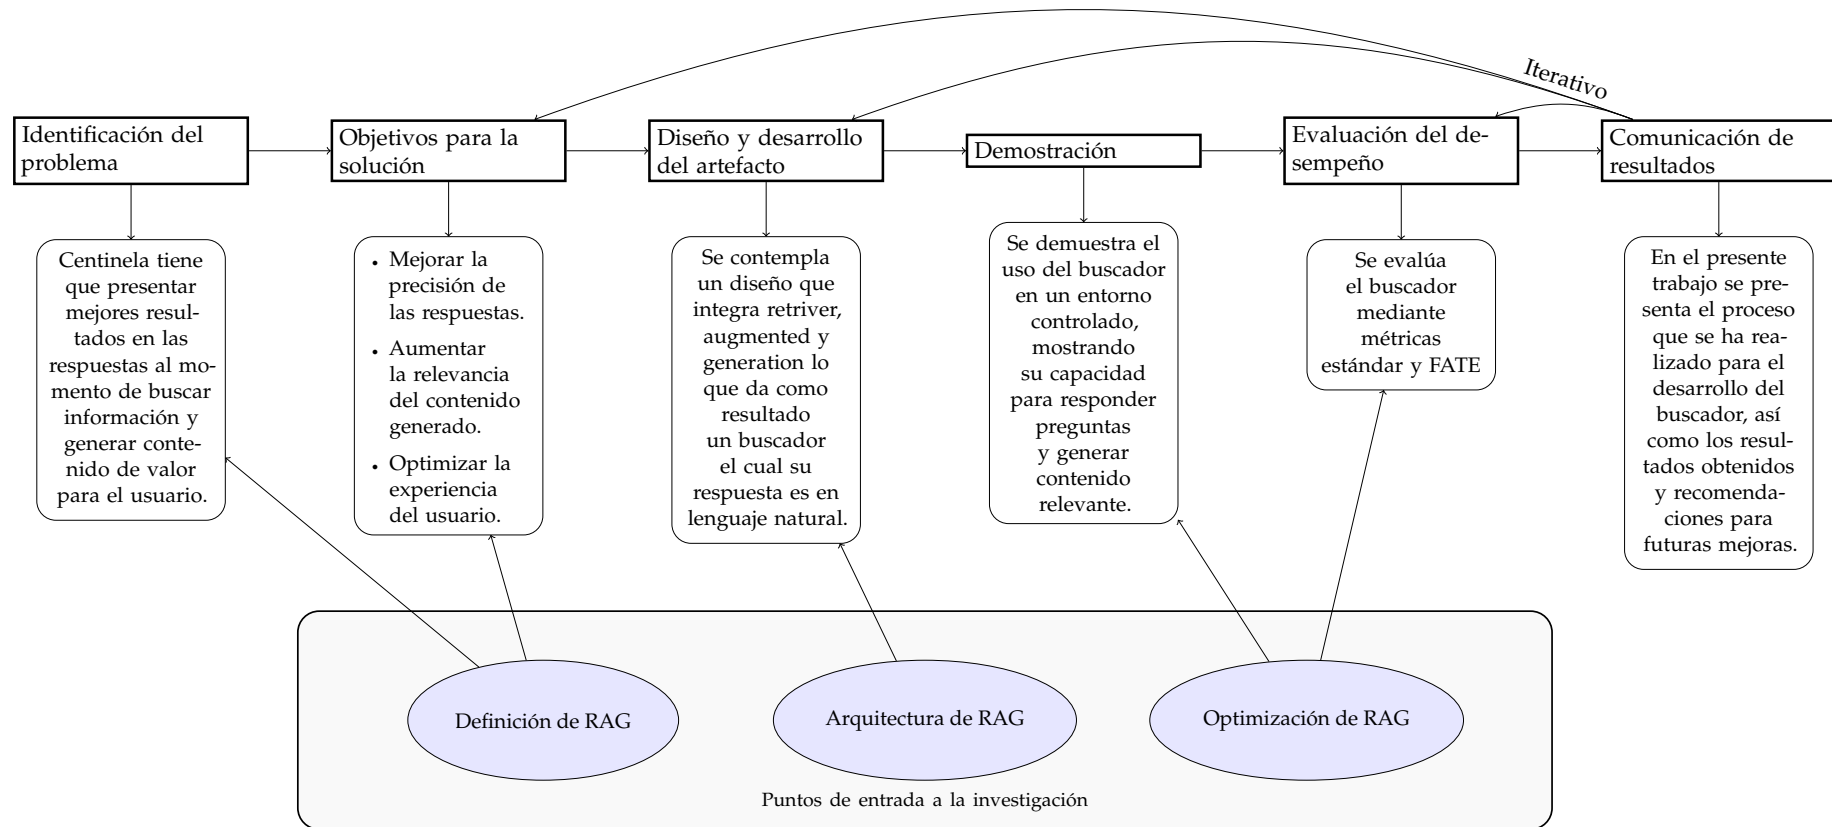 Iterativo
Identificación del
problema
Objetivos para la
solución
Diseño y desarrollo
del artefacto
Demostración
Evaluación del de-
sempeño
Comunicación de
resultados
Centinela tiene
que presentar
mejores resul-
tados en las
respuestas al mo-
mento de buscar
información y
generar conte-
nido de valor
para el usuario.
• Mejorar la
precisión de
las respuestas.
• Aumentar
la relevancia
del contenido
generado.
• Optimizar la
experiencia
del usuario.
Se contempla
un diseño que
integra retriver,
augmented y
generation lo
que da como
resultado
un buscador
el cual su
respuesta es en
lenguaje natural.
Se demuestra el
uso del buscador
en un entorno
controlado,
mostrando
su capacidad
para responder
preguntas
y generar
contenido
relevante.
Se evalúa
el buscador
mediante
métricas
estándar y FATE
En el presente
trabajo se pre-
senta el proceso
que se ha rea-
lizado para el
desarrollo del
buscador, así
como los resul-
tados obtenidos
y recomenda-
ciones para
futuras mejoras.
Definición de RAG
Arquitectura de RAG
Optimización de RAG
Puntos de entrada a la investigación